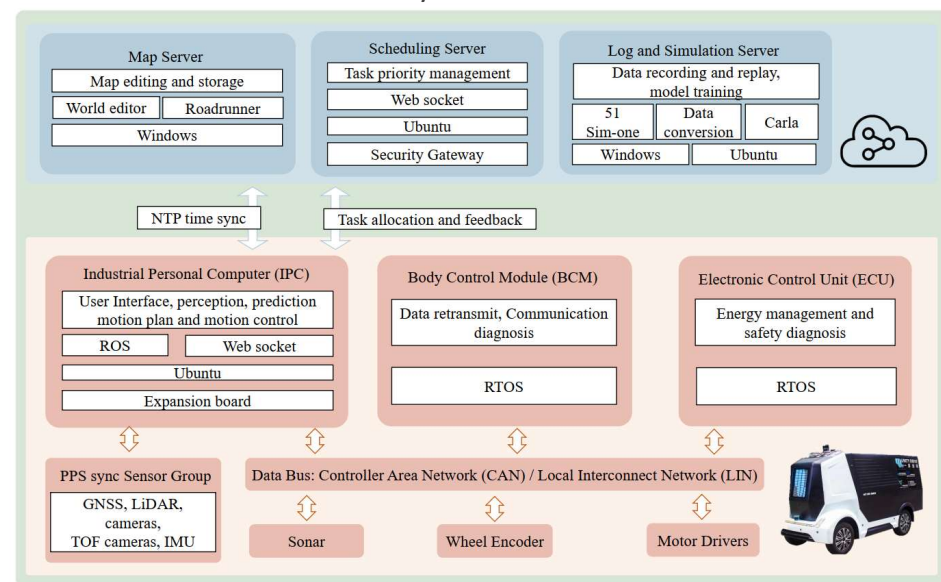 Map Server
Map editing and storage
World editor
Roadrunner
Windows
Scheduling Server
Task priority management
Web socket
Ubuntu
Security Gateway
Log and Simulation Server
Data recording and replay,
model training
51
Sim-one
Data
conversion
Carla
Windows
Ubuntu
NTP time sync
Task allocation and feedback
Industrial Personal Computer (IPC)
User Interface, perception, prediction
motion plan and motion control
ROS
Web socket
Ubuntu
Expansion board
Body Control Module (BCM)
Data retransmit, Communication
diagnosis
RTOS
Electronic Control Unit (ECU)
Energy management and
safety diagnosis
RTOS
PPS sync Sensor Group
GNSS, LiDAR,
cameras,
TOF cameras, IMU
Data Bus: Controller Area Network (CAN) / Local Interconnect Network (LIN)
Sonar
Wheel Encoder
Motor Drivers